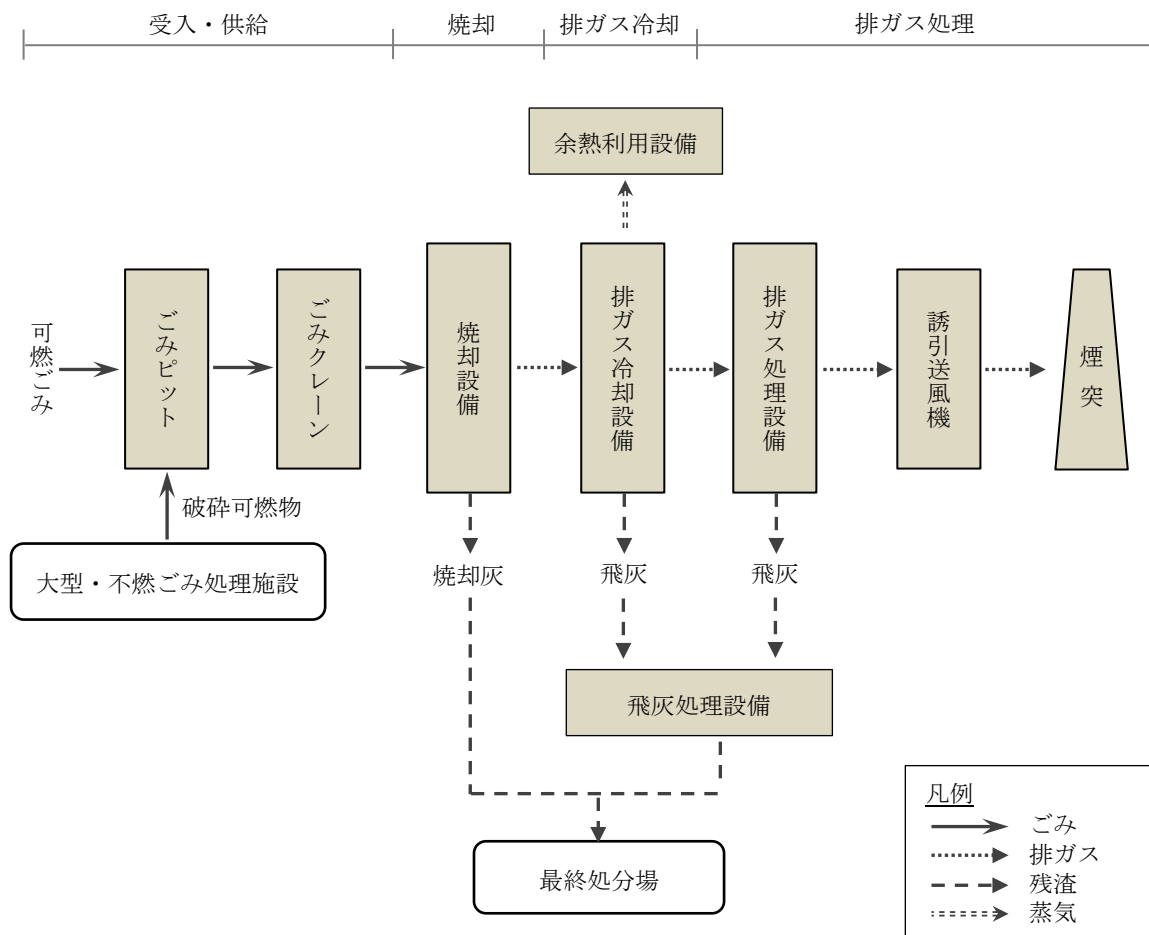 受入・供給
焼却
排ガス冷却
排ガス処理
余熱利用設備
可燃ごみ
ごみピット
ごみクレーン
焼却設備
排ガス冷却設備
排ガス処理設備
誘引送風機
煙突
破砕可燃物
大型・不燃ごみ処理施設
焼却灰
飛灰
飛灰
飛灰処理設備
最終処分場
凡例
ごみ
排ガス
残渣
蒸気